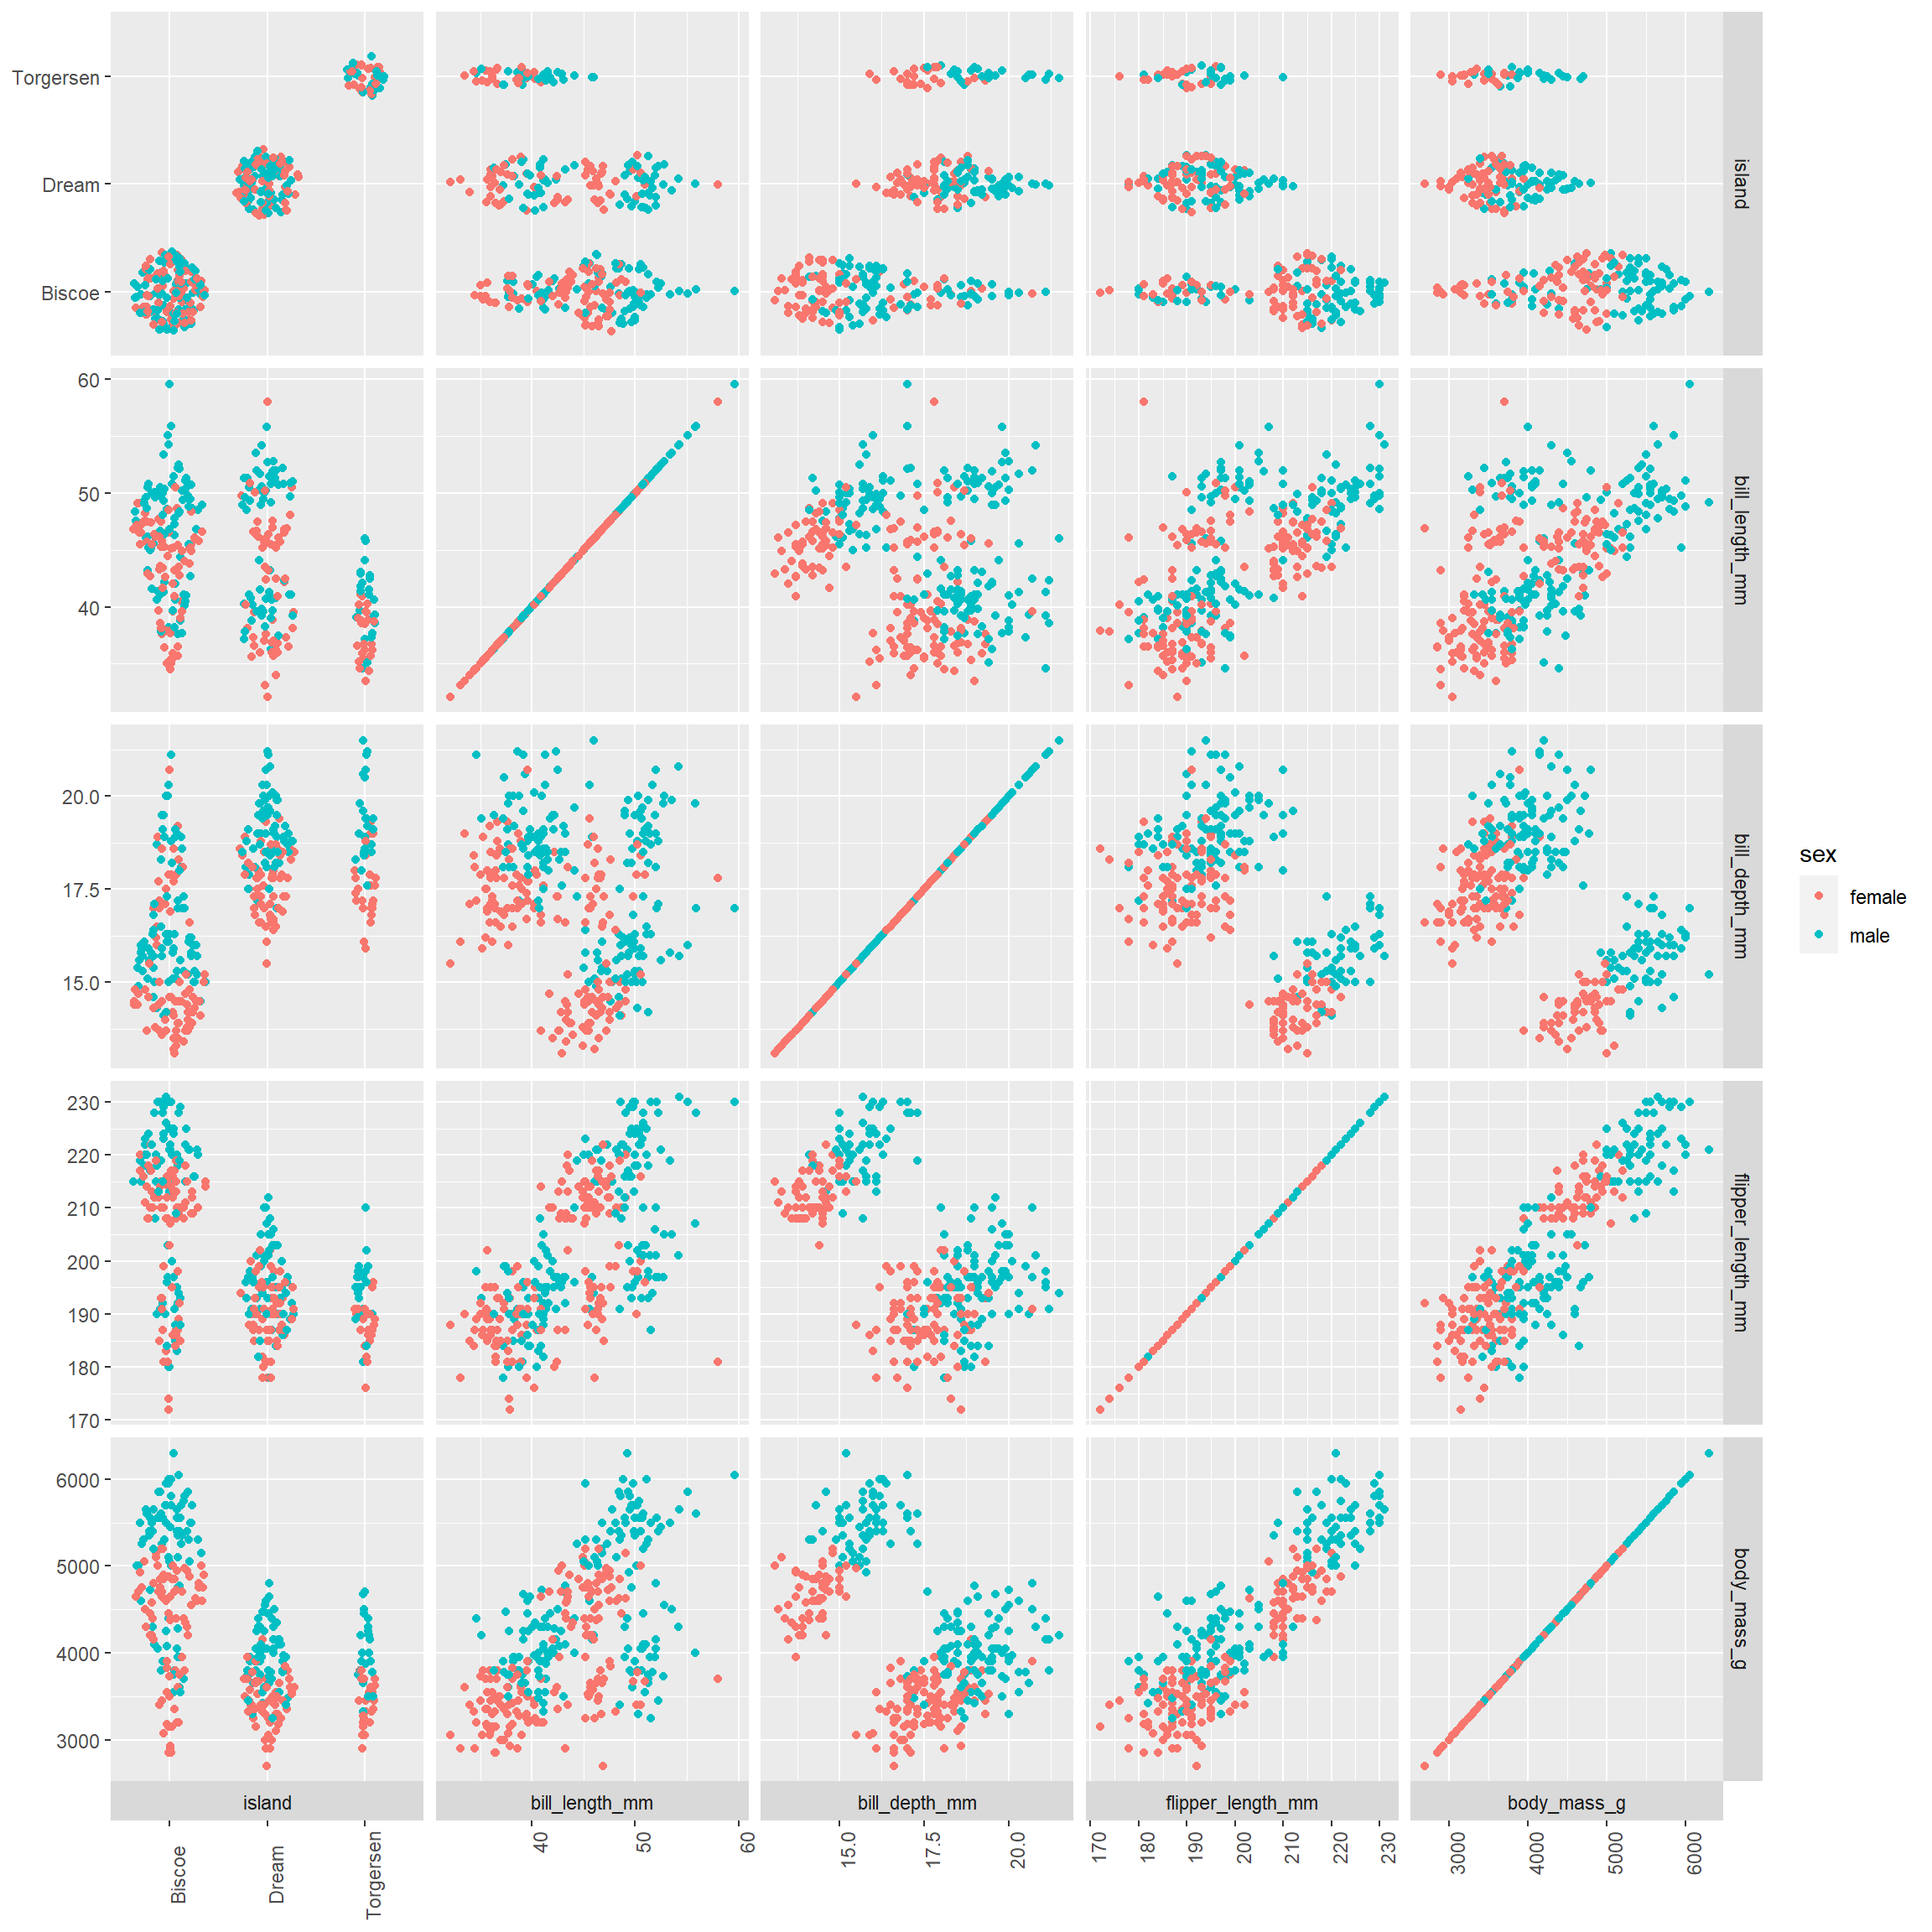 Torgersen
Dream
Biscoe
island
60
50
40
bill_length_mm
20.0
17.5
15.0
bill_depth_mm
sex
female
male
230
220
210
200
190
180
170
flipper_length_mm
6000
5000
4000
3000
body_mass_g
island
bill_length_mm
bill_depth_mm
flipper_length_mm
body_mass_g
Biscoe
Dream
Torgersen
40
50
60
15.0
17.5
20.0
170
180
190
200
210
220
230
3000
4000
5000
6000